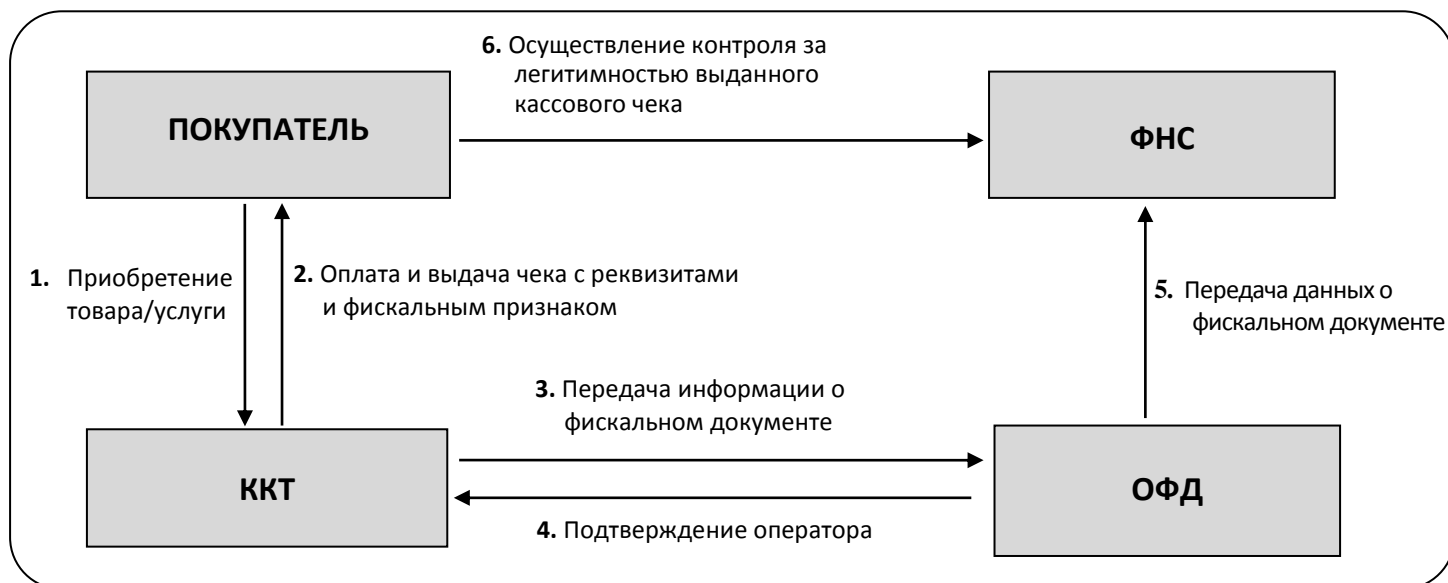 6. Осуществление контроля за
легитимностью выданного
кассового чека
ПОКУПАТЕЛЬ
ФНС
1. Приобретение
товара/услуги
2. Оплата и выдача чека с реквизитами
и фискальным признаком
5. Передача данных о
фискальном документе
3. Передача информации о
фискальном документе
ККТ
ОФД
4. Подтверждение оператора